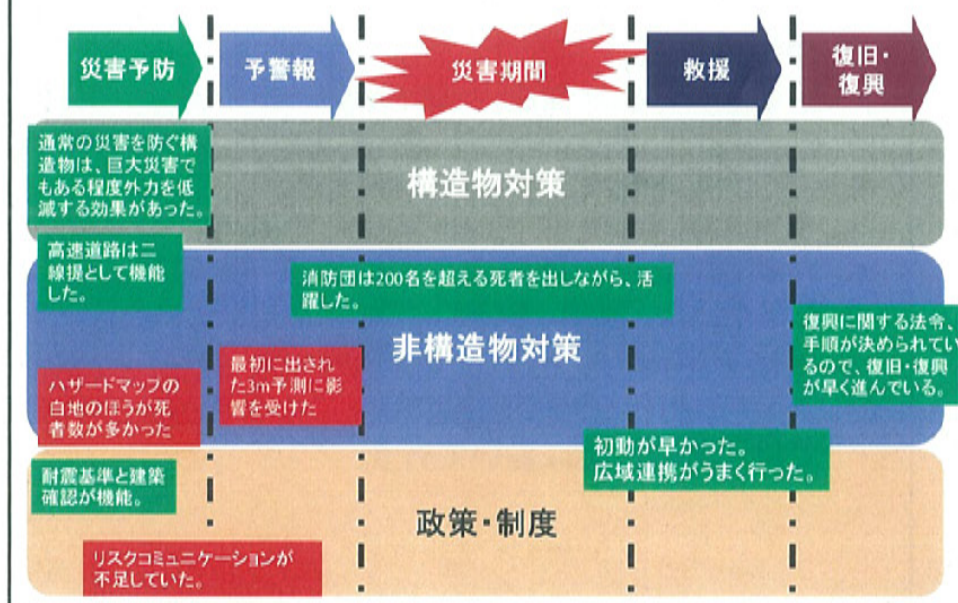 災害予防
予警報
災害期間
救援
復旧・
復興
通常の災害を防ぐ構
造物は、巨大災害で
もある程度外力を低
減する効果があった。
構造物対策
高速道路は二
線提として機能
した。
消防団は200名を超える死者を出しながら、活
躍した。
復興に関する法令、
手順が決められてい
るので、復旧・復興
が早く進んでいる。
非構造物対策
最初に出され
た3m予測に影
響を受けた
ハザードマップの
白地のほうが死
者数が多かった
初動が早かった。
広域連携がうまく行った。
耐震基準と建築
確認が機能。
政策・制度
リスクコミュニケーションが
不足していた。